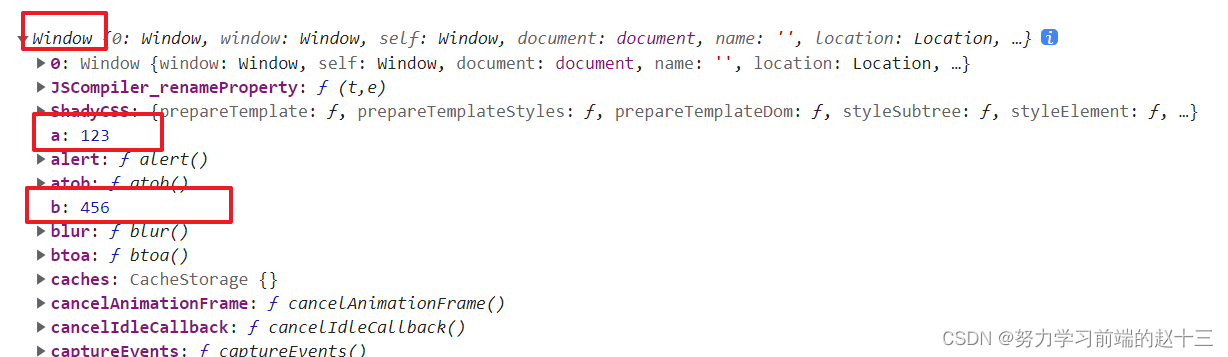 Window {0: Window, window: Window, self: Window, document: document, name: '', location: Location, …} i
0: Window {window: Window, self: Window, document: document, name: '', location: Location, …}
JSCompiler_renameProperty: ƒ (t,e)
ShadyCSS: {prepareTemplate: ƒ, prepareTemplateStyles: ƒ, prepareTemplateDom: ƒ, styleSubtree: ƒ, styleElement: ƒ, …}
a: 123
alert: ƒ alert()
atob: ƒ atob()
b: 456
blur: ƒ blur()
btoa: ƒ btoa()
caches: CacheStorage {}
cancelAnimationFrame: ƒ cancelAnimationFrame()
cancelIdleCallback: ƒ cancelIdleCallback()
captureEvents: ƒ captureEvents()
CSDN @努力学习前端的赵十三